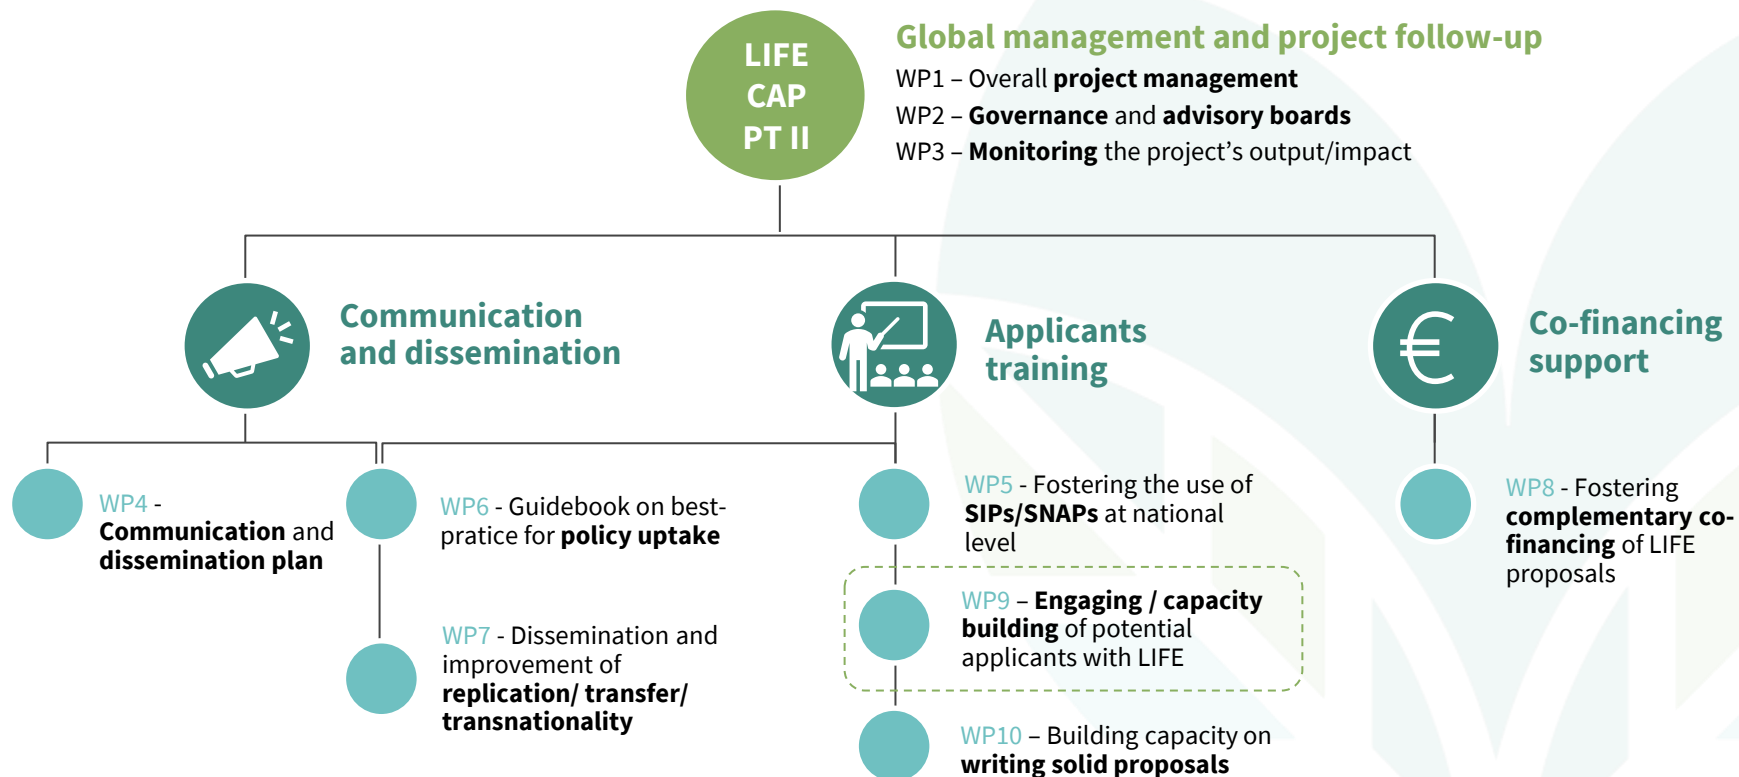 LIFE
CAP
PT II
Global management and project follow-up
WP1 – Overall project management
WP2 – Governance and advisory boards
WP3 – Monitoring the project’s output/impact
Communication
and dissemination
Applicants
training
Co-financing
support
WP4 -
Communication and
dissemination plan
WP6 - Guidebook on best-
pratice for policy uptake
WP7 - Dissemination and
improvement of
replication/ transfer/
transnationality
WP5 - Fostering the use of
SIPs/SNAPs at national
level
WP9 – Engaging / capacity
building of potential
applicants with LIFE
WP10 – Building capacity on
writing solid proposals
WP8 - Fostering
complementary co-
financing of LIFE
proposals